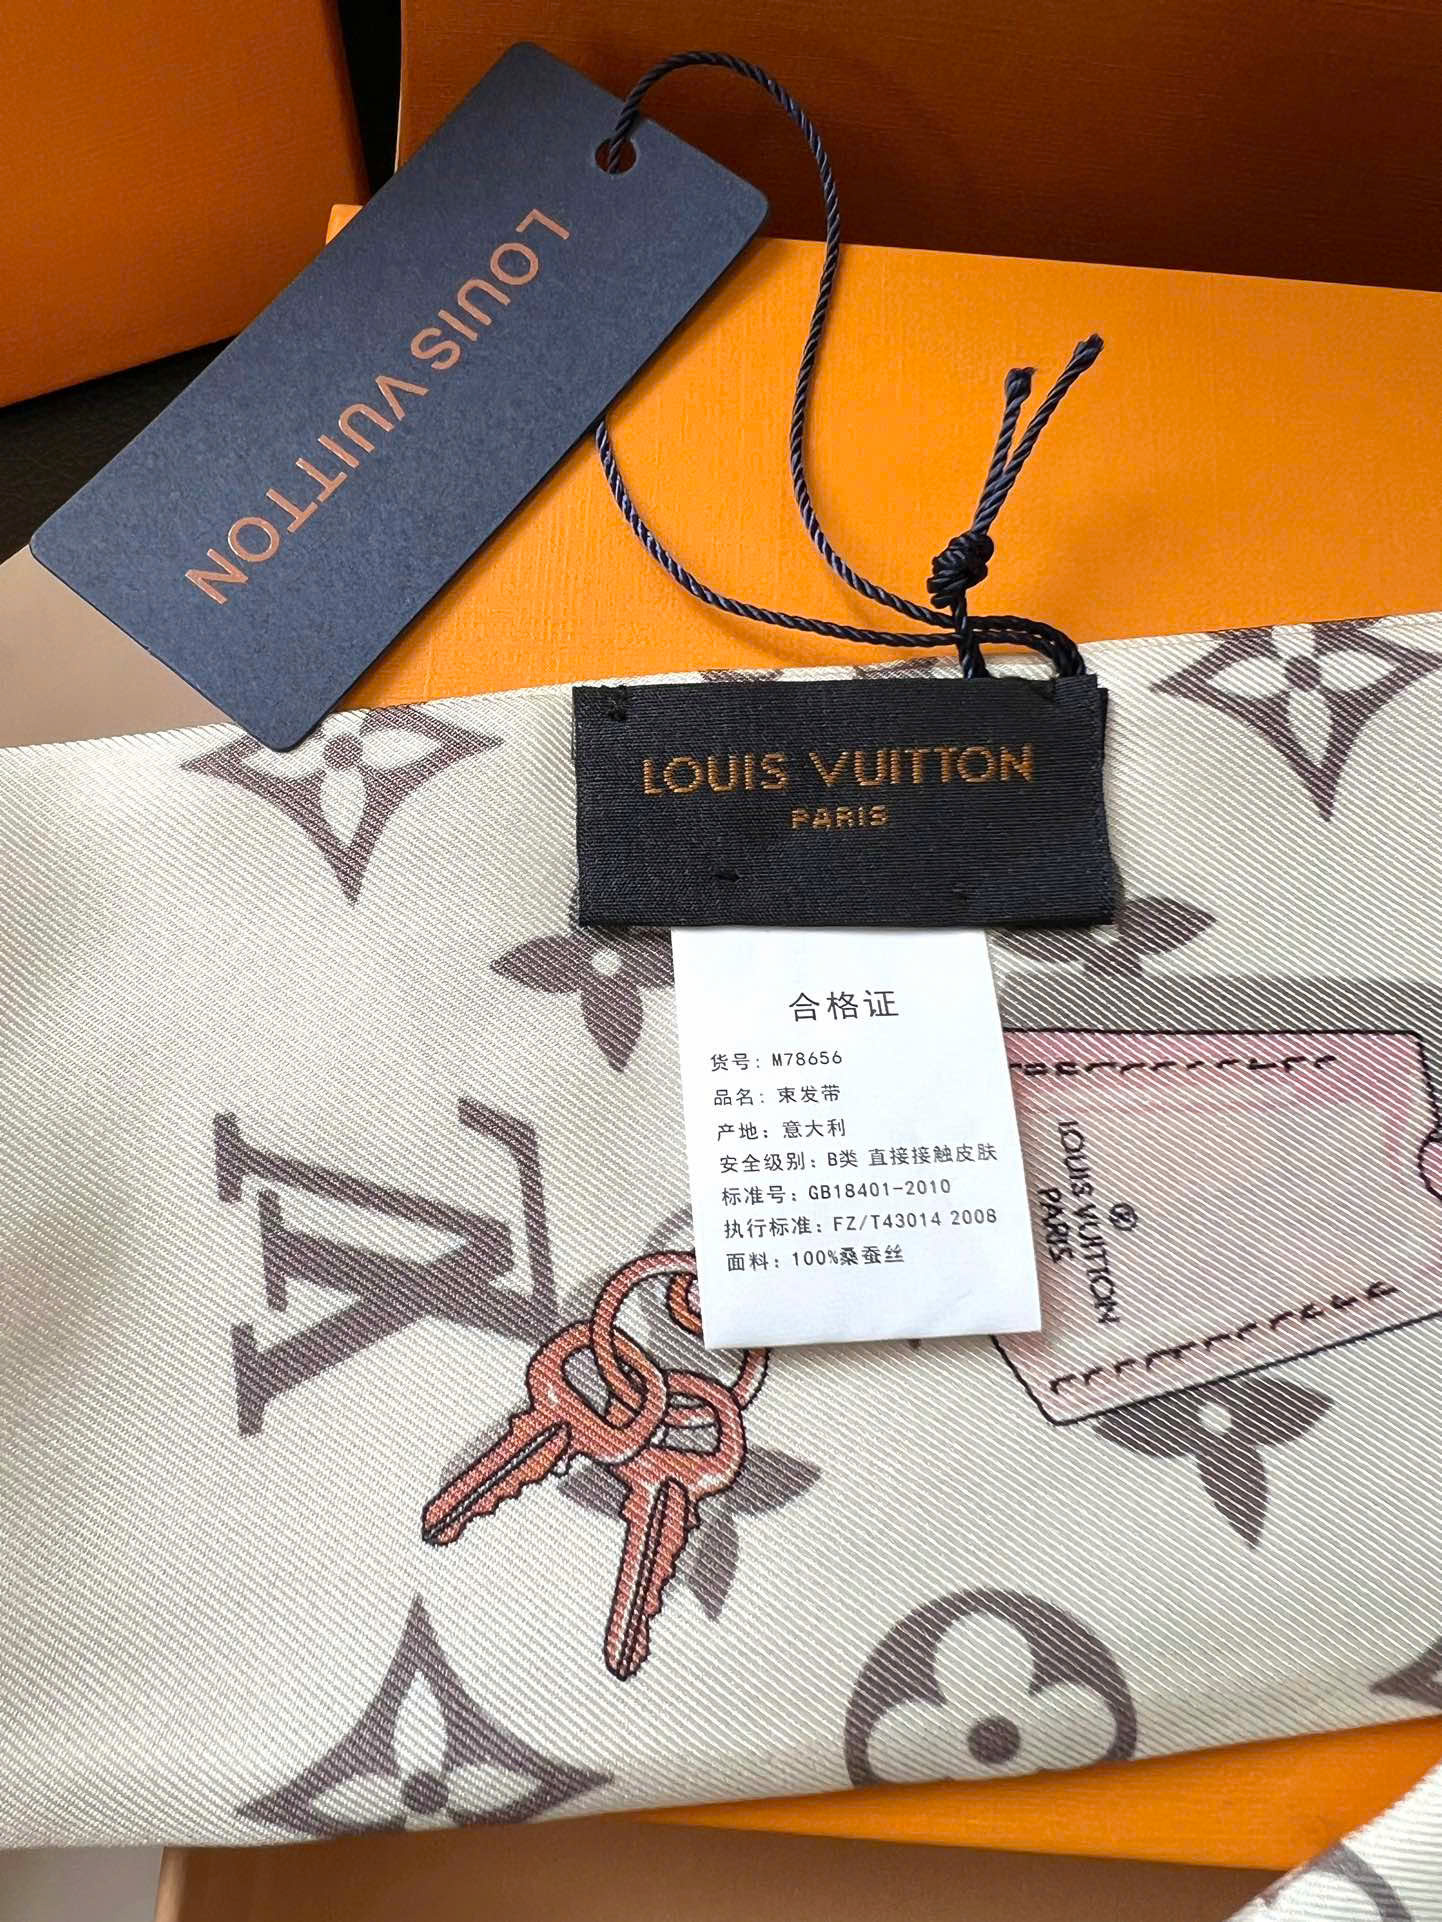 LOUIS VUITTON
LOUIS VUITTON
PARIS
合格证
货号: M78656
品名: 束发带
产地: 意大利
安全级别: B类 直接接触皮肤
标准号: GB18401-2010
执行标准: FZ/T43014 2008
面料: 100%桑蚕丝
LOUIS VUITTON
®
PARIS
LV